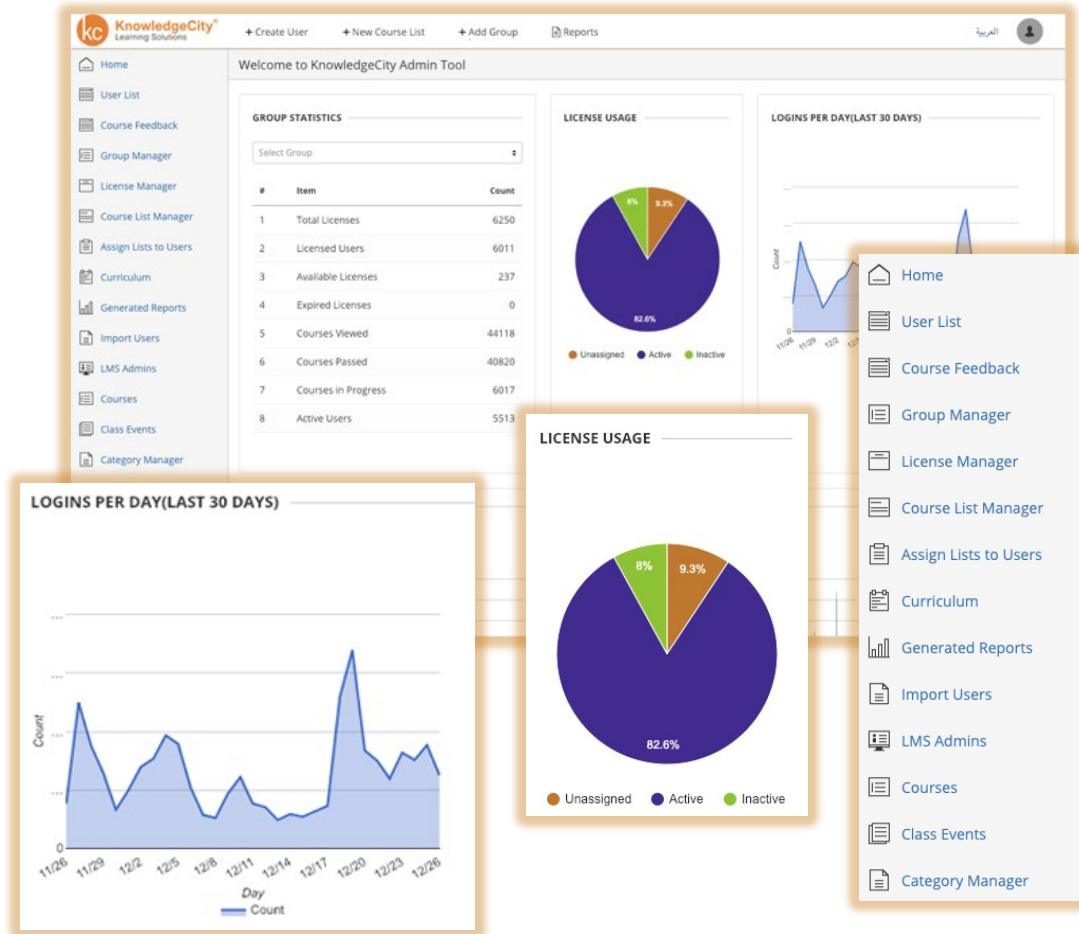 KnowledgeCity®
Learning Solutions
+ Create User + New Course List + Add Group Reports العربية
Home
User List
Course Feedback
Group Manager
License Manager
Course List Manager
Assign Lists to Users
Curriculum
Generated Reports
Import Users
LMS Admins
Courses
Class Events
Category Manager
Welcome to KnowledgeCity Admin Tool
GROUP STATISTICS
Select Group
# Item Count
1 Total Licenses 6250
2 Licensed Users 6011
3 Available Licenses 237
4 Expired Licenses 0
5 Courses Viewed 44118
6 Courses Passed 40820
7 Courses in Progress 6017
8 Active Users 5513
LICENSE USAGE
8% 9.3%
82.6%
Unassigned Active Inactive
LOGINS PER DAY(LAST 30 DAYS)
Count
0
11/26 11/29 12/2
LOGINS PER DAY(LAST 30 DAYS)
Count
0
11/26 11/29 12/2 12/5 12/8 12/11 12/14 12/17 12/20 12/23 12/26
Day
Count
LICENSE USAGE
8% 9.3%
82.6%
Unassigned Active Inactive
Home
User List
Course Feedback
Group Manager
License Manager
Course List Manager
Assign Lists to Users
Curriculum
Generated Reports
Import Users
LMS Admins
Courses
Class Events
Category Manager